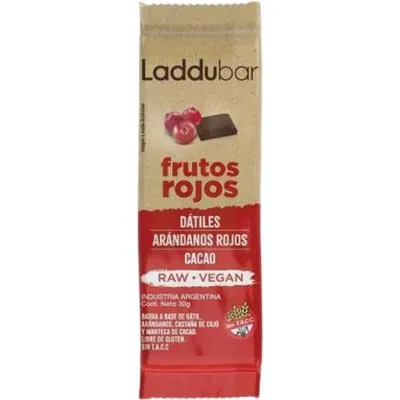 Laddubar
frutos
rojos
DÁTILES
ARÁNDANOS ROJOS
CACAO
RAW • VEGAN
INDUSTRIA ARGENTINA
Cont. Neto 30g
BARRA A BASE DE DÁTIL,
ARÁNDANOS, CASTAÑA DE CAJÚ
Y MANTECA DE CACAO.
LIBRE DE GLUTEN.
SIN T.A.C.C
Sin T.A.C.C.